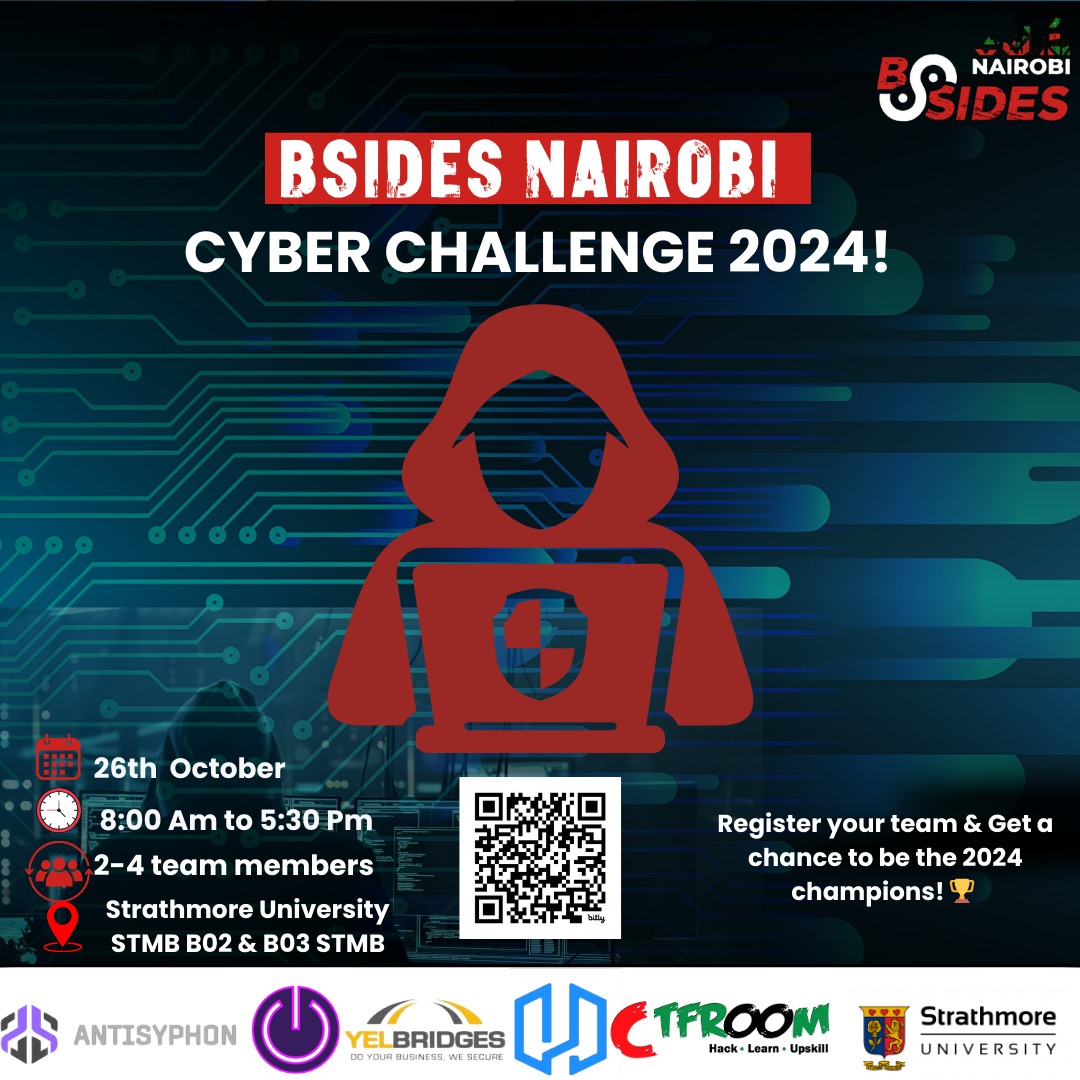 NAIROBI
BSIDES
BSIDES NAIROBI
CYBER CHALLENGE 2024!
26th October
8:00 Am to 5:30 Pm
2-4 team members
Strathmore University
STMB B02 & B03 STMB
bitly
Register your team & Get a
chance to be the 2024
champions! 🏆
ANTISYPHON
YELBRIDGES
DO YOUR BUSINESS, WE SECURE
CTFROOM
Hack • Learn • Upskill
Strathmore
UNIVERSITY